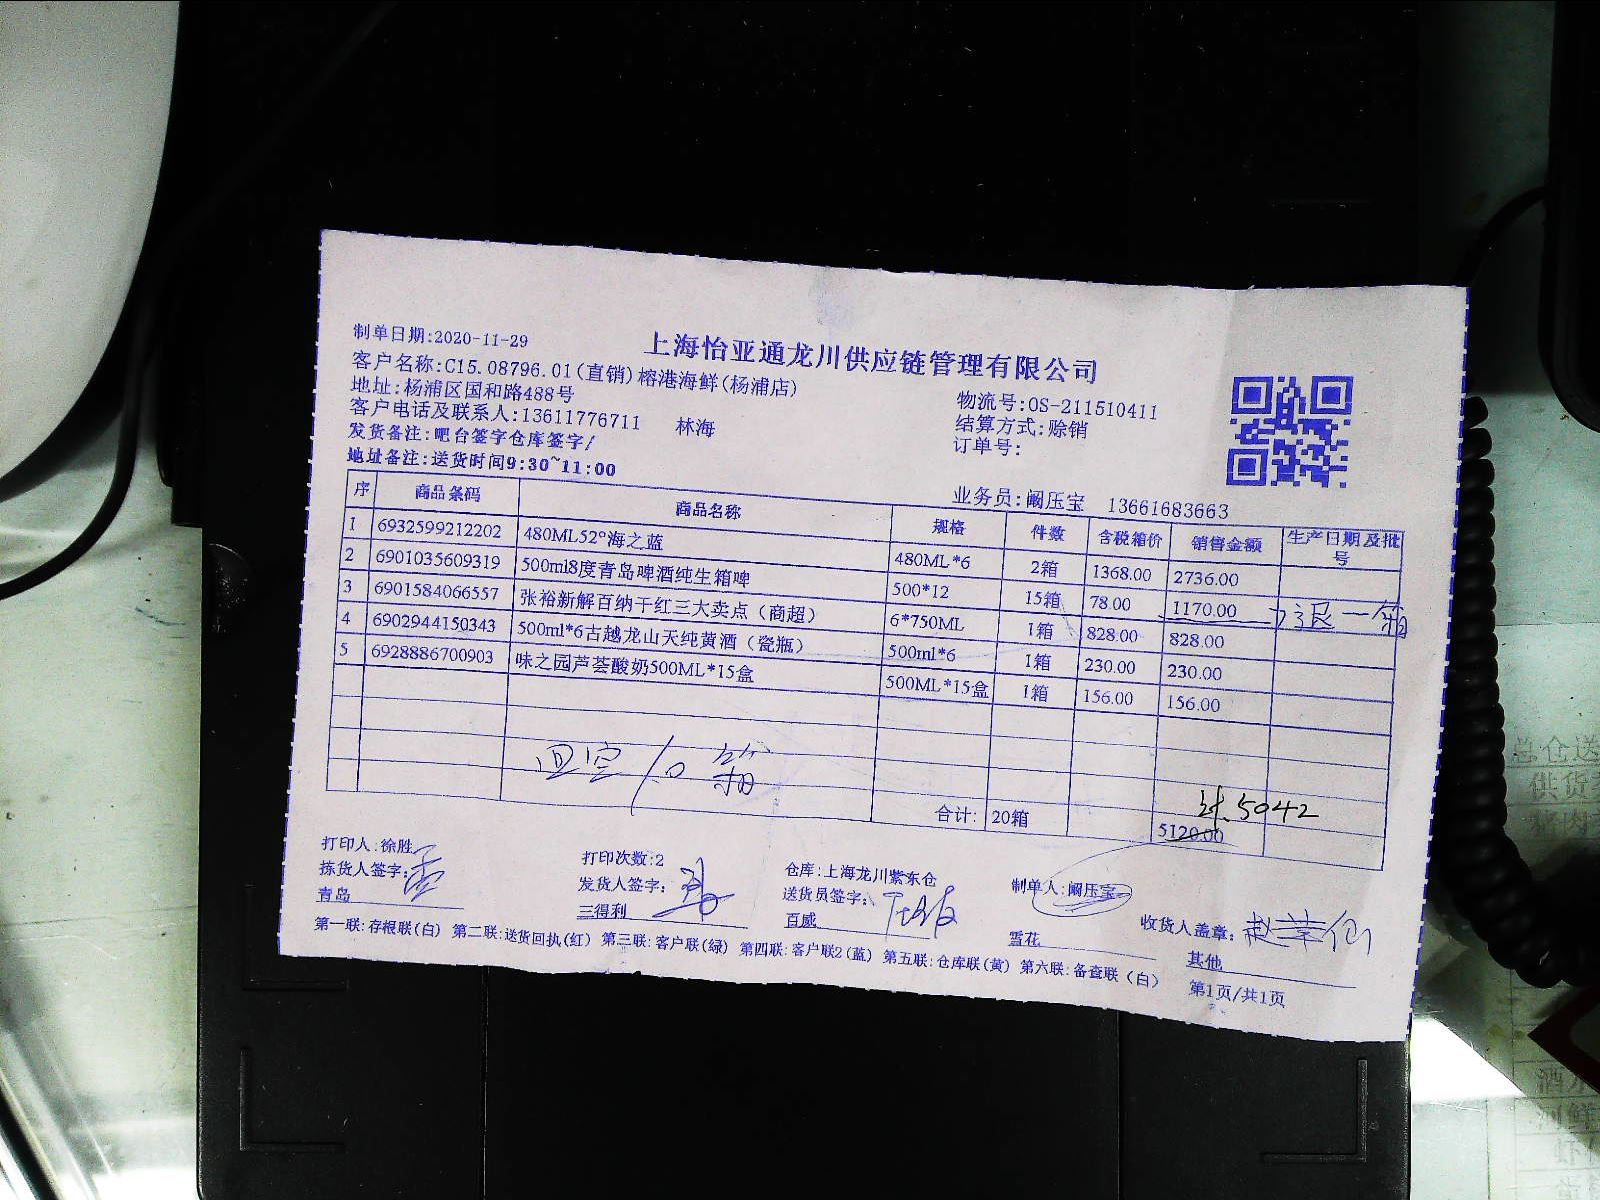 制单日期:2020-11-29
上海怡亚通龙川供应链管理有限公司
客户名称:C15.08796.01(直销)榕港海鲜(杨浦店)
地址:杨浦区国和路488号
物流号:OS-211510411
客户电话及联系人:13611776711 林海
结算方式:赊销
发货备注:吧台签字仓库签字/
订单号:
地址备注:送货时间9:30~11:00
业务员:阚压宝 13661683663
序 商品条码 商品名称 规格 件数 含税箱价 销售金额 生产日期及批号
1 6932599212202 480ML52°海之蓝 480ML*6 2箱 1368.00 2736.00
2 6901035609319 500ml8度青岛啤酒纯生箱啤 500*12 15箱 78.00 1170.00 退一箱
3 6901584066557 张裕新解百纳干红三大卖点（商超） 6*750ML 1箱 828.00 828.00
4 6902944150343 500ml*6古越龙山天纯黄酒（瓷瓶） 500ml*6 1箱 230.00 230.00
5 6928886700903 味之园芦荟酸奶500ML*15盒 500ML*15盒 1箱 156.00 156.00
回空10箱
计.5042
合计: 20箱 5120.00
打印人:徐胜 打印次数:2 仓库:上海龙川紫东仓 制单人:阚压宝
拣货人签字: 发货人签字: 送货员签字: 收货人盖章:
青岛 三得利 百威 雪花 其他
第一联:存根联(白) 第二联:送货回执(红) 第三联:客户联(绿) 第四联:客户联2(蓝) 第五联:仓库联(黄) 第六联:备查联(白)
第1页/共1页